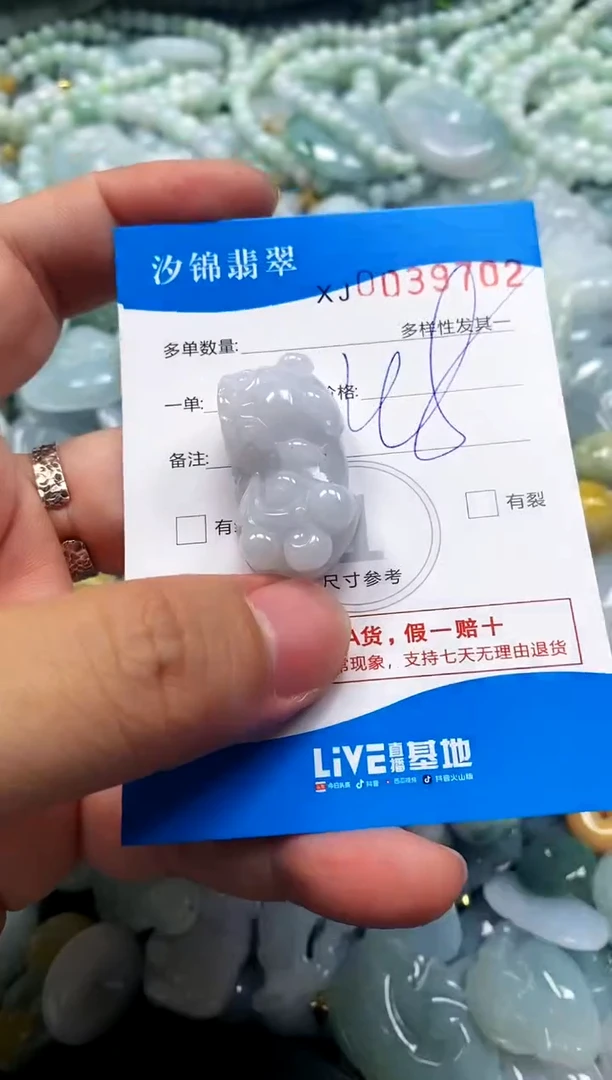 汐锦翡翠
XJ0039702
多样性发其一
多单数量:
一单:
价格:
备注:
有
有裂
尺寸参考
A货，假一赔十
常现象，支持七天无理由退货
LiVE直播基地
今日头条 抖音 西瓜视频 抖音火山版